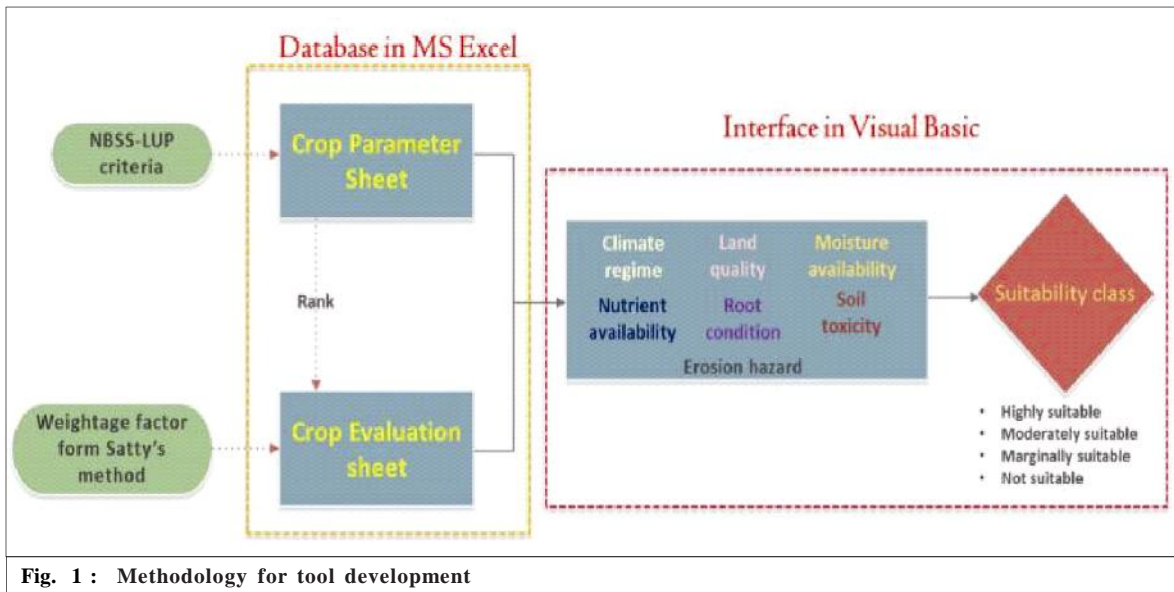 Database in MS Excel
NBSS-LUP
criteria
Crop Parameter
Sheet
Rank
Weightage factor
form Satty's
method
Crop Evaluation
sheet
Interface in Visual Basic
Climate
regime
Land
quality
Moisture
availability
Nutrient
availability
Root
condition
Soil
toxicity
Erosion hazard
Suitability class
• Highly suitable
• Moderately suitable
• Marginally suitable
• Not suitable
Fig. 1 : Methodology for tool development